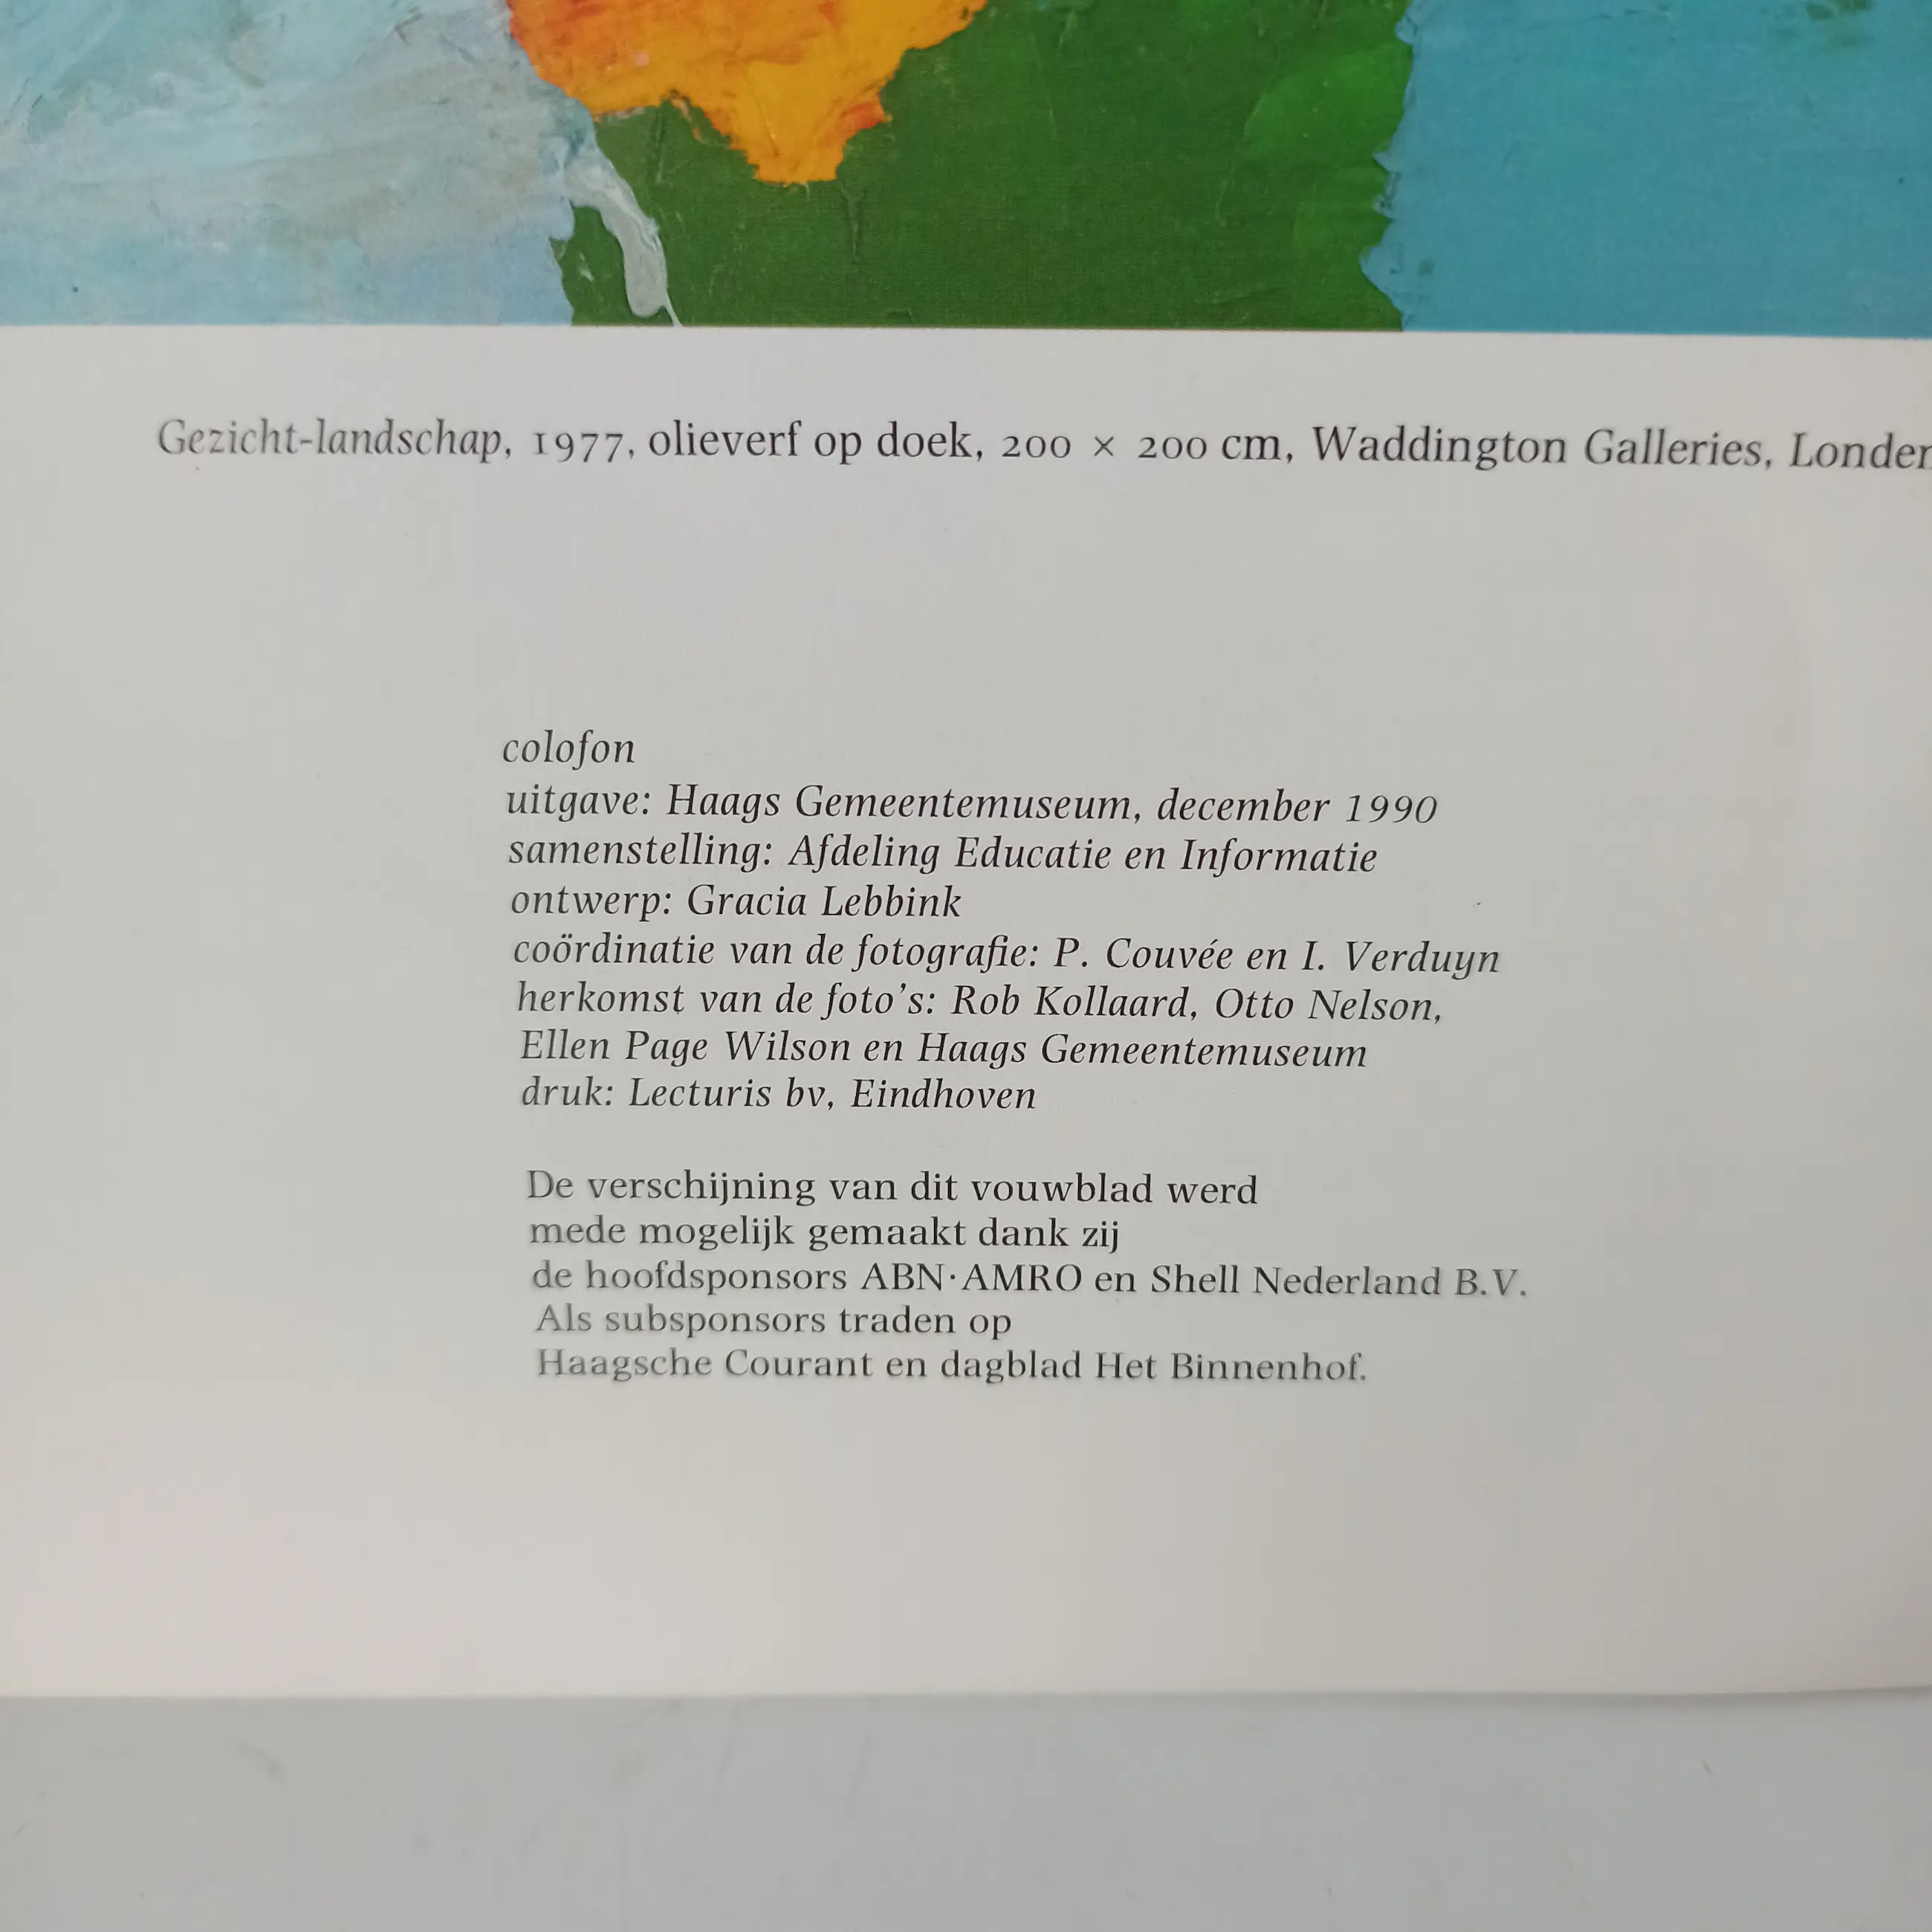 Gezicht-landschap, 1977, olieverf op doek, 200 × 200 cm, Waddington Galleries, Londen
colofon
uitgave: Haags Gemeentemuseum, december 1990
samenstelling: Afdeling Educatie en Informatie
ontwerp: Gracia Lebbink
coördinatie van de fotografie: P. Couvée en I. Verduyn
herkomst van de foto's: Rob Kollaard, Otto Nelson,
Ellen Page Wilson en Haags Gemeentemuseum
druk: Lecturis bv, Eindhoven
De verschijning van dit vouwblad werd
mede mogelijk gemaakt dank zij
de hoofdsponsors ABN·AMRO en Shell Nederland B.V.
Als subsponsors traden op
Haagsche Courant en dagblad Het Binnenhof.